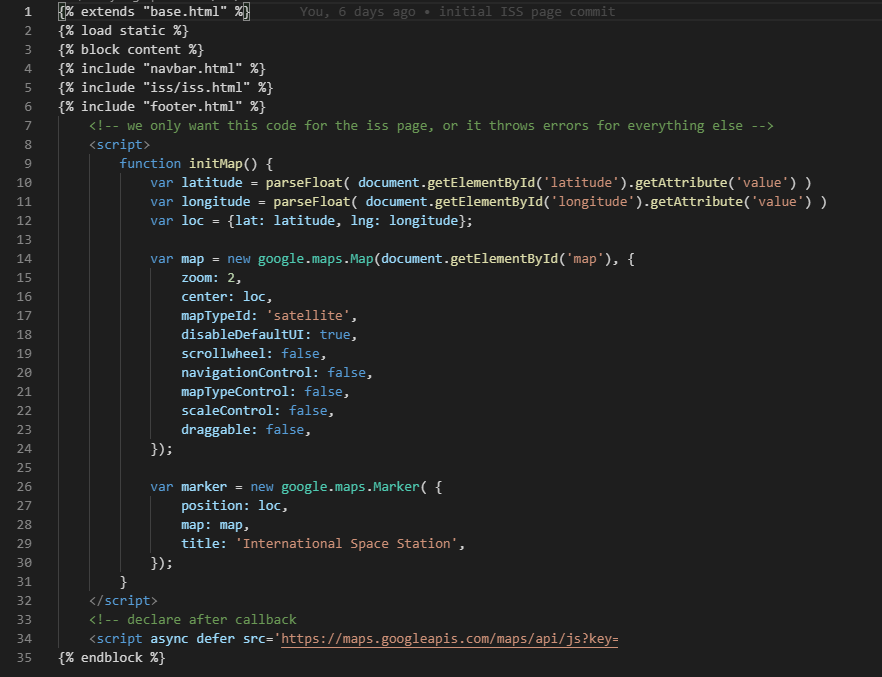 1 {% extends "base.html" %} You, 6 days ago • initial ISS page commit
2 {% load static %}
3 {% block content %}
4 {% include "navbar.html" %}
5 {% include "iss/iss.html" %}
6 {% include "footer.html" %}
7 <!-- we only want this code for the iss page, or it throws errors for everything else -->
8 <script>
9 function initMap() {
10 var latitude = parseFloat( document.getElementById('latitude').getAttribute('value') )
11 var longitude = parseFloat( document.getElementById('longitude').getAttribute('value') )
12 var loc = {lat: latitude, lng: longitude};
13
14 var map = new google.maps.Map(document.getElementById('map'), {
15 zoom: 2,
16 center: loc,
17 mapTypeId: 'satellite',
18 disableDefaultUI: true,
19 scrollwheel: false,
20 navigationControl: false,
21 mapTypeControl: false,
22 scaleControl: false,
23 draggable: false,
24 });
25
26 var marker = new google.maps.Marker( {
27 position: loc,
28 map: map,
29 title: 'International Space Station',
30 });
31 }
32 </script>
33 <!-- declare after callback
34 <script async defer src='https://maps.googleapis.com/maps/api/js?key=
35 {% endblock %}